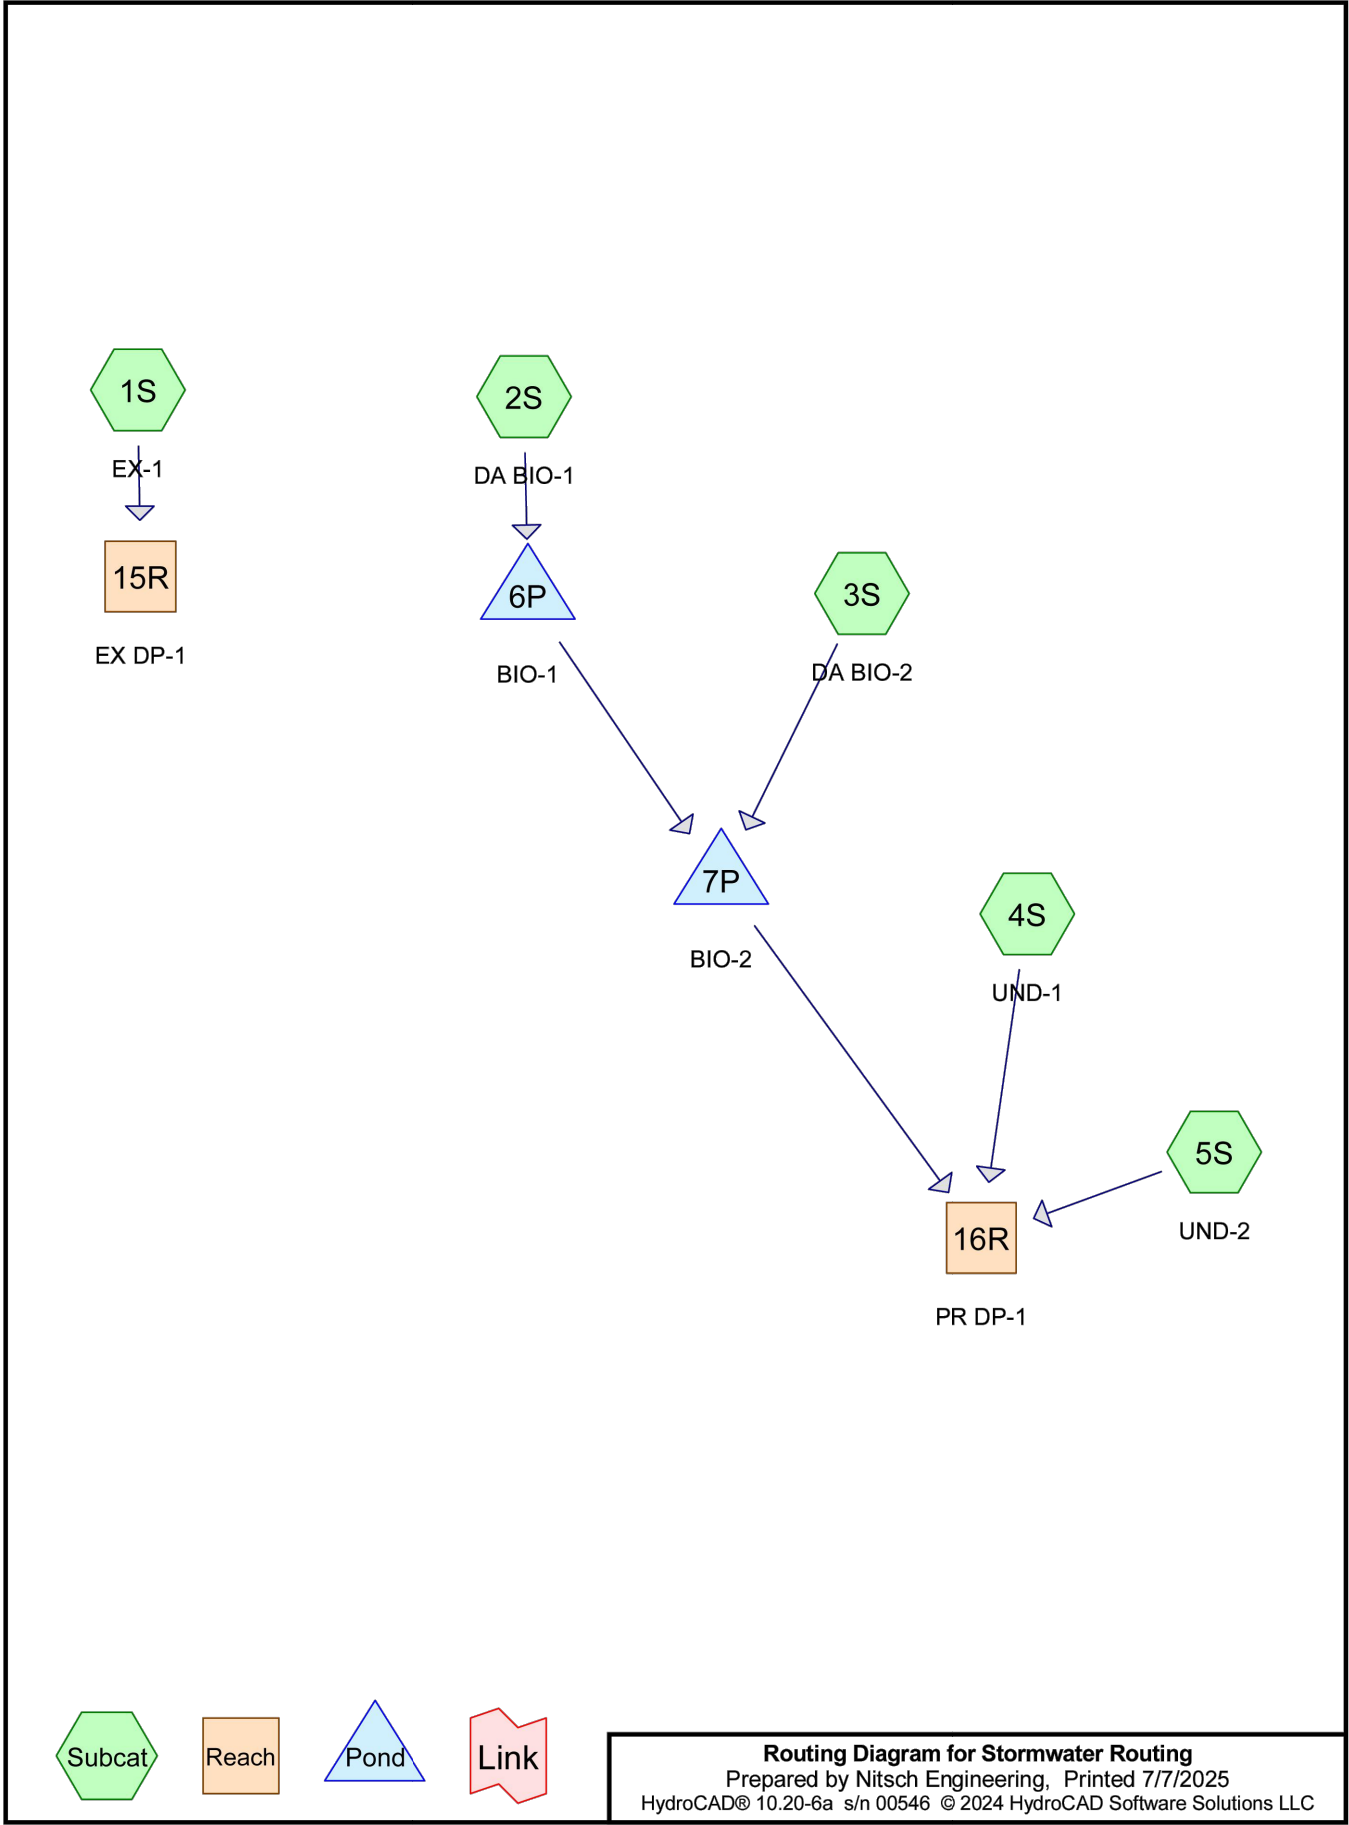 1S
EX-1
15R
EX DP-1
2S
DA BIO-1
6P
BIO-1
3S
DA BIO-2
7P
BIO-2
4S
UND-1
5S
UND-2
16R
PR DP-1
Subcat
Reach
Pond
Link
Routing Diagram for Stormwater Routing
Prepared by Nitsch Engineering, Printed 7/7/2025
HydroCAD® 10.20-6a s/n 00546 © 2024 HydroCAD Software Solutions LLC